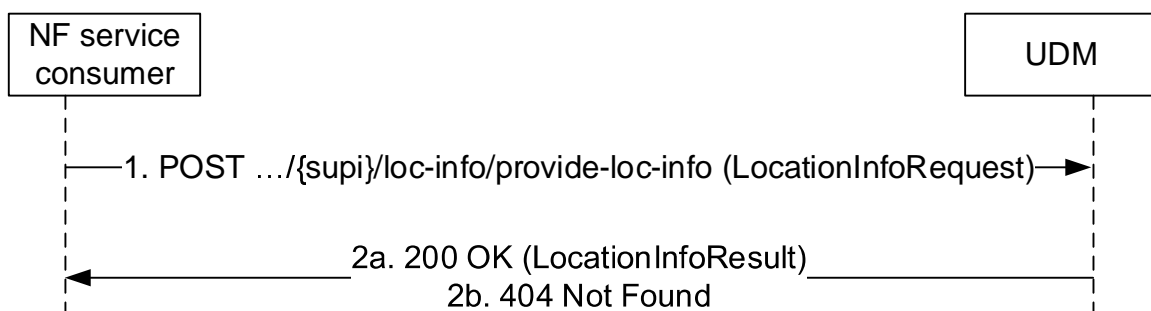 NF service
consumer
UDM
1. POST …/{supi}/loc-info/provide-loc-info (LocationInfoRequest)
2a. 200 OK (LocationInfoResult)
2b. 404 Not Found